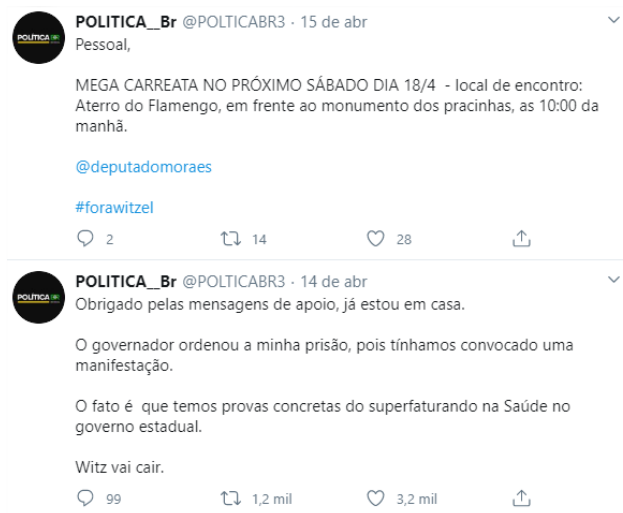 POLITICA__Br @POLTICABR3 · 15 de abr
POLÍTICA
Pessoal,
MEGA CARREATA NO PRÓXIMO SÁBADO DIA 18/4  - local de encontro:
Aterro do Flamengo, em frente ao monumento dos pracinhas, as 10:00 da
manhã.
@deputadomoraes
#forawitzel
2 14 28
POLITICA__Br @POLTICABR3 · 14 de abr
POLÍTICA
Obrigado pelas mensagens de apoio, já estou em casa.
O governador ordenou a minha prisão, pois tínhamos convocado uma
manifestação.
O fato é  que temos provas concretas do superfaturando na Saúde no
governo estadual.
Witz vai cair.
99 1,2 mil 3,2 mil